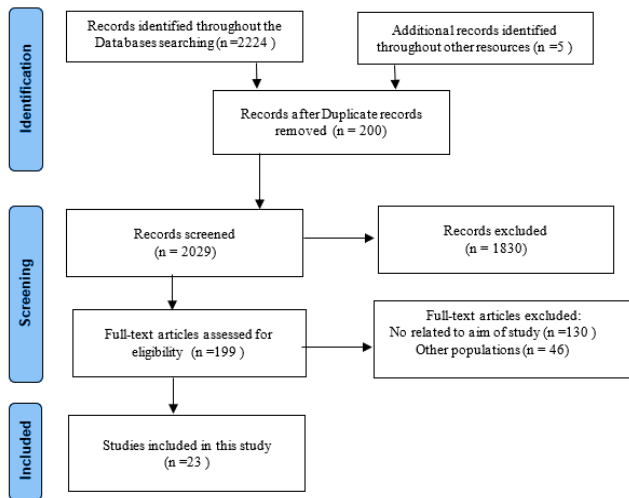 Identification
Records identified throughout the
Databases searching (n =2224 )
Additional records identified
throughout other resources (n =5 )
Records after Duplicate records
removed (n = 200)
Screening
Records screened
(n = 2029)
Records excluded
(n = 1830)
Full-text articles assessed for
eligibility (n =199 )
Full-text articles excluded:
No related to aim of study (n =130 )
Other populations (n = 46)
Included
Studies included in this study
(n =23 )